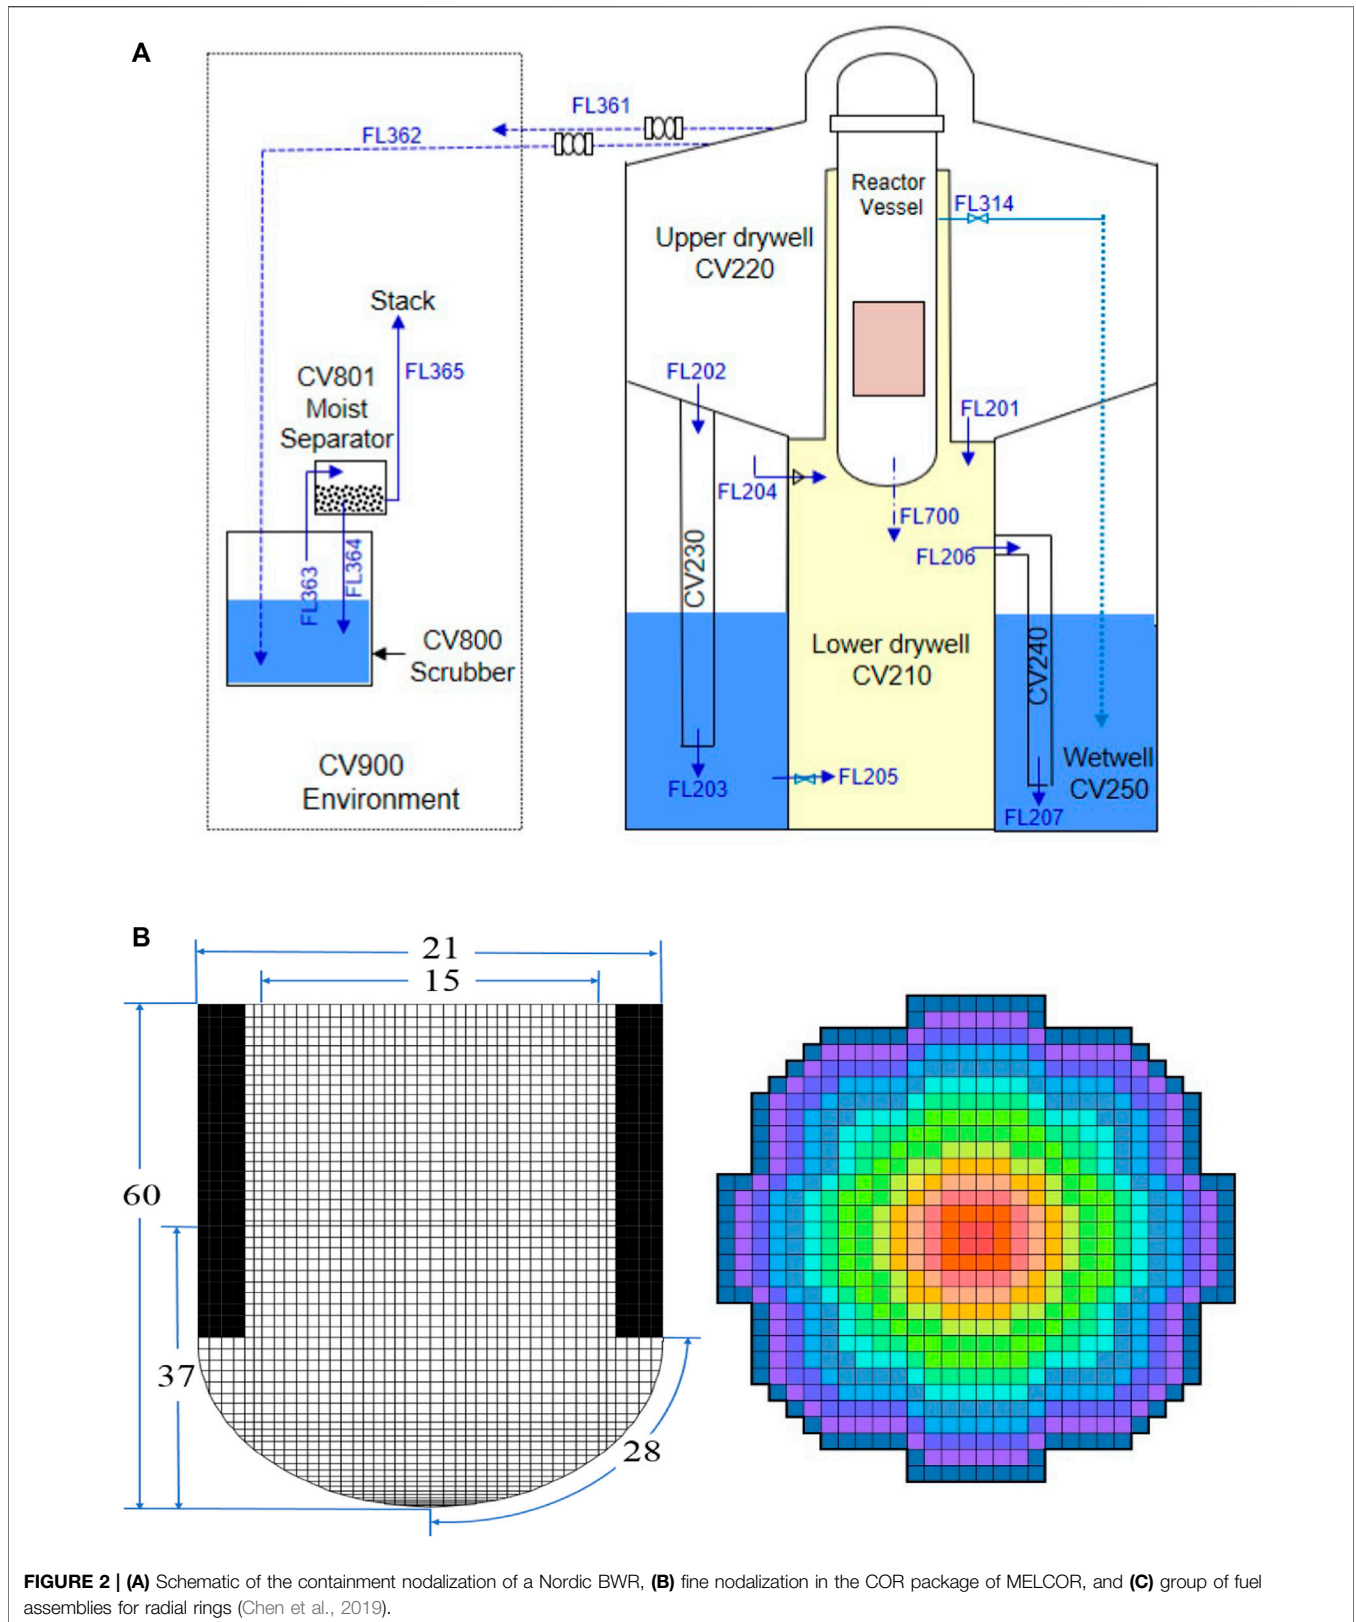 A
FL361
FL362
Reactor
Vessel
FL314
Upper drywell
CV220
Stack
FL365
CV801
Moist
Separator
FL202
FL201
FL204
FL700
FL206
CV230
FL363
FL364
CV240
CV800
Scrubber
Lower drywell
CV210
CV900
Environment
FL203
FL205
Wetwell
CV250
FL207
B
21
15
60
37
28
FIGURE 2 | (A) Schematic of the containment nodalization of a Nordic BWR, (B) fine nodalization in the COR package of MELCOR, and (C) group of fuel
assemblies for radial rings (Chen et al., 2019).